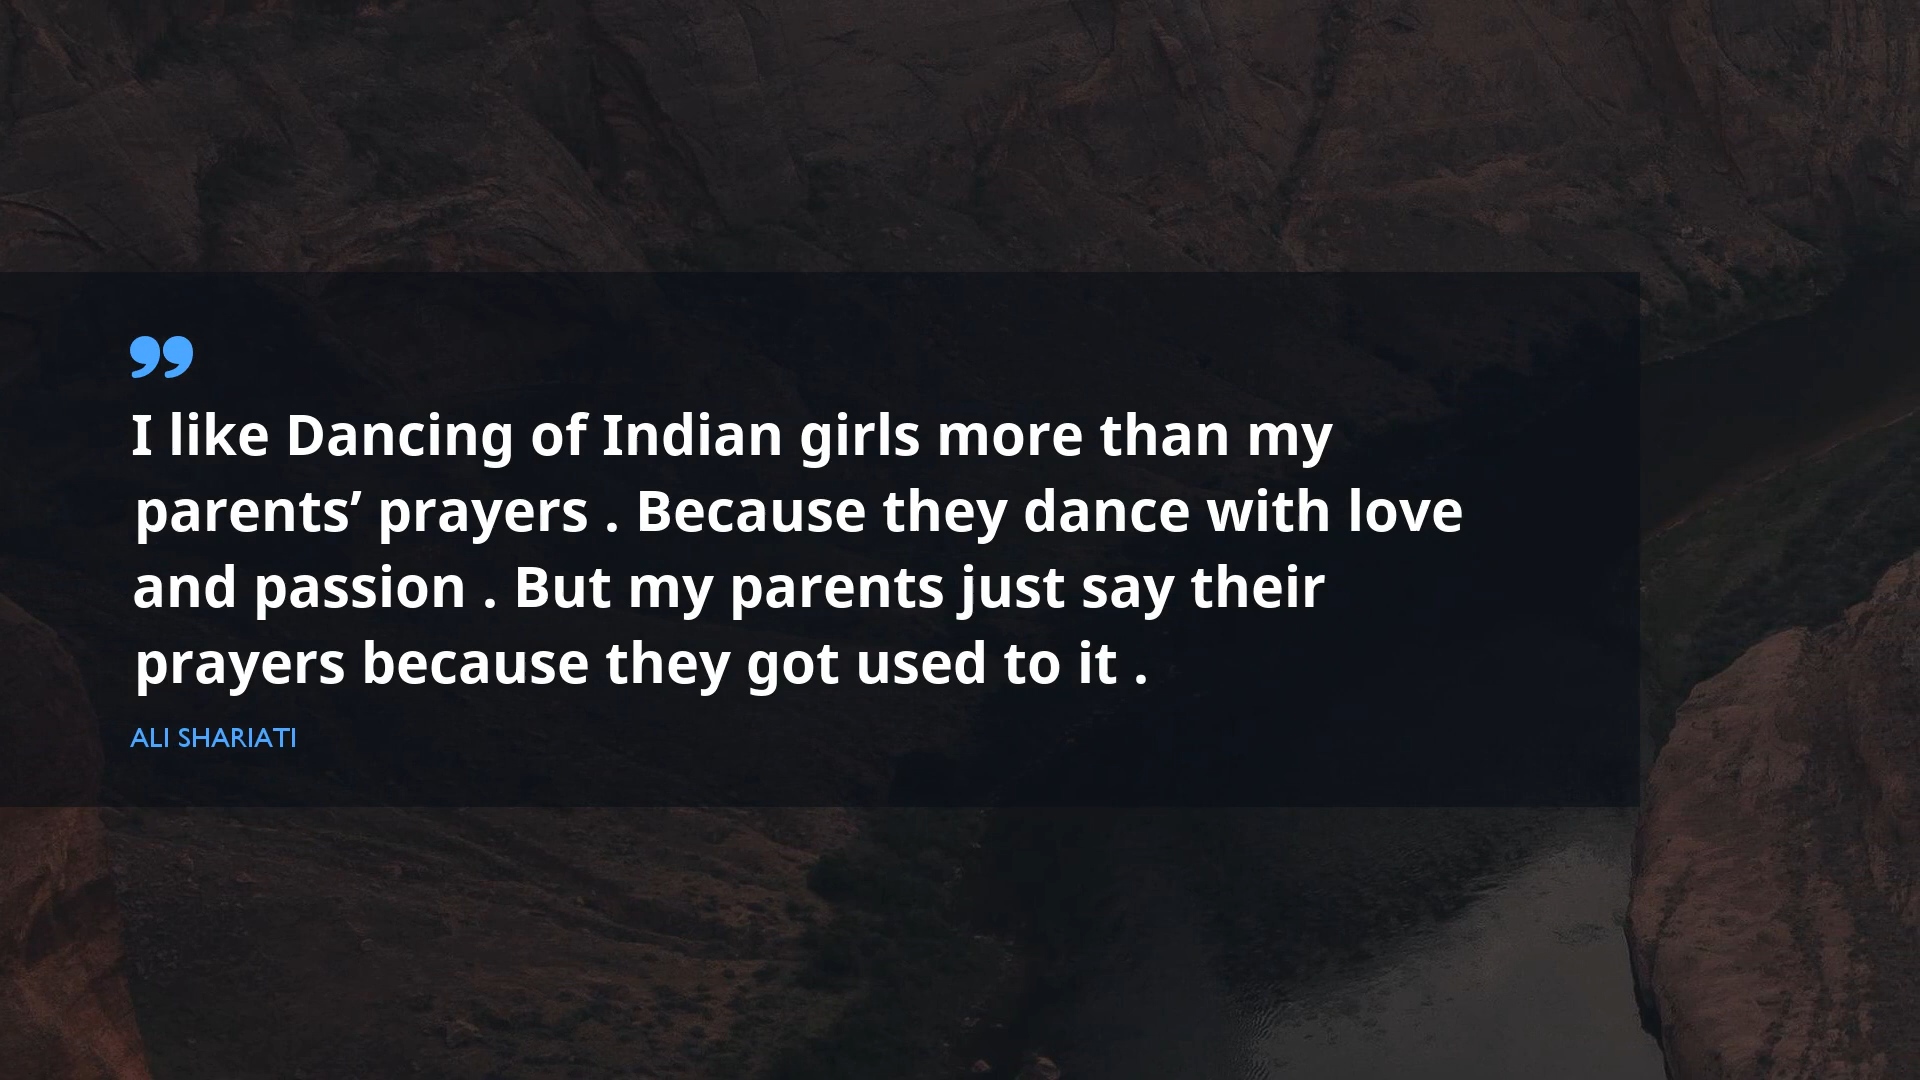 ”
I like Dancing of Indian girls more than my
parents’ prayers . Because they dance with love
and passion . But my parents just say their
prayers because they got used to it .
ALI SHARIATI